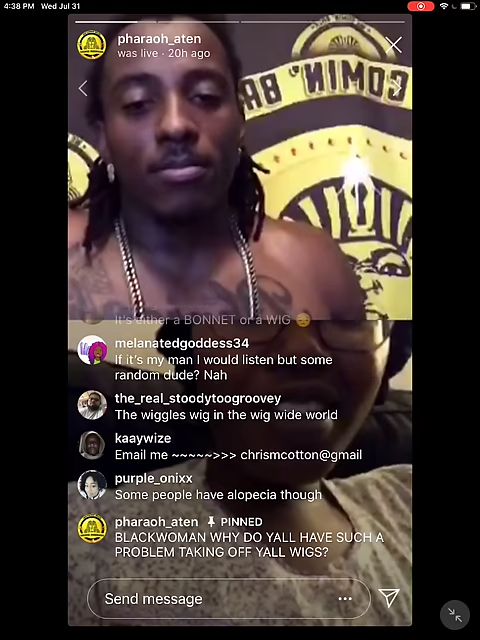 4:38 PM Wed Jul 31
pharaoh_aten
was live · 20h ago
COMIN' BA
It's either a BONNET or a WIG 😔
melanatedgoddess34
If it's my man I would listen but some
random dude? Nah
the_real_stoodytoogroovey
The wiggles wig in the wig wide world
kaaywize
Email me ~~~~~>>> chrismcotton@gmail
purple_onixx
Some people have alopecia though
pharaoh_aten PINNED
BLACKWOMAN WHY DO YALL HAVE SUCH A
PROBLEM TAKING OFF YALL WIGS?
Send message